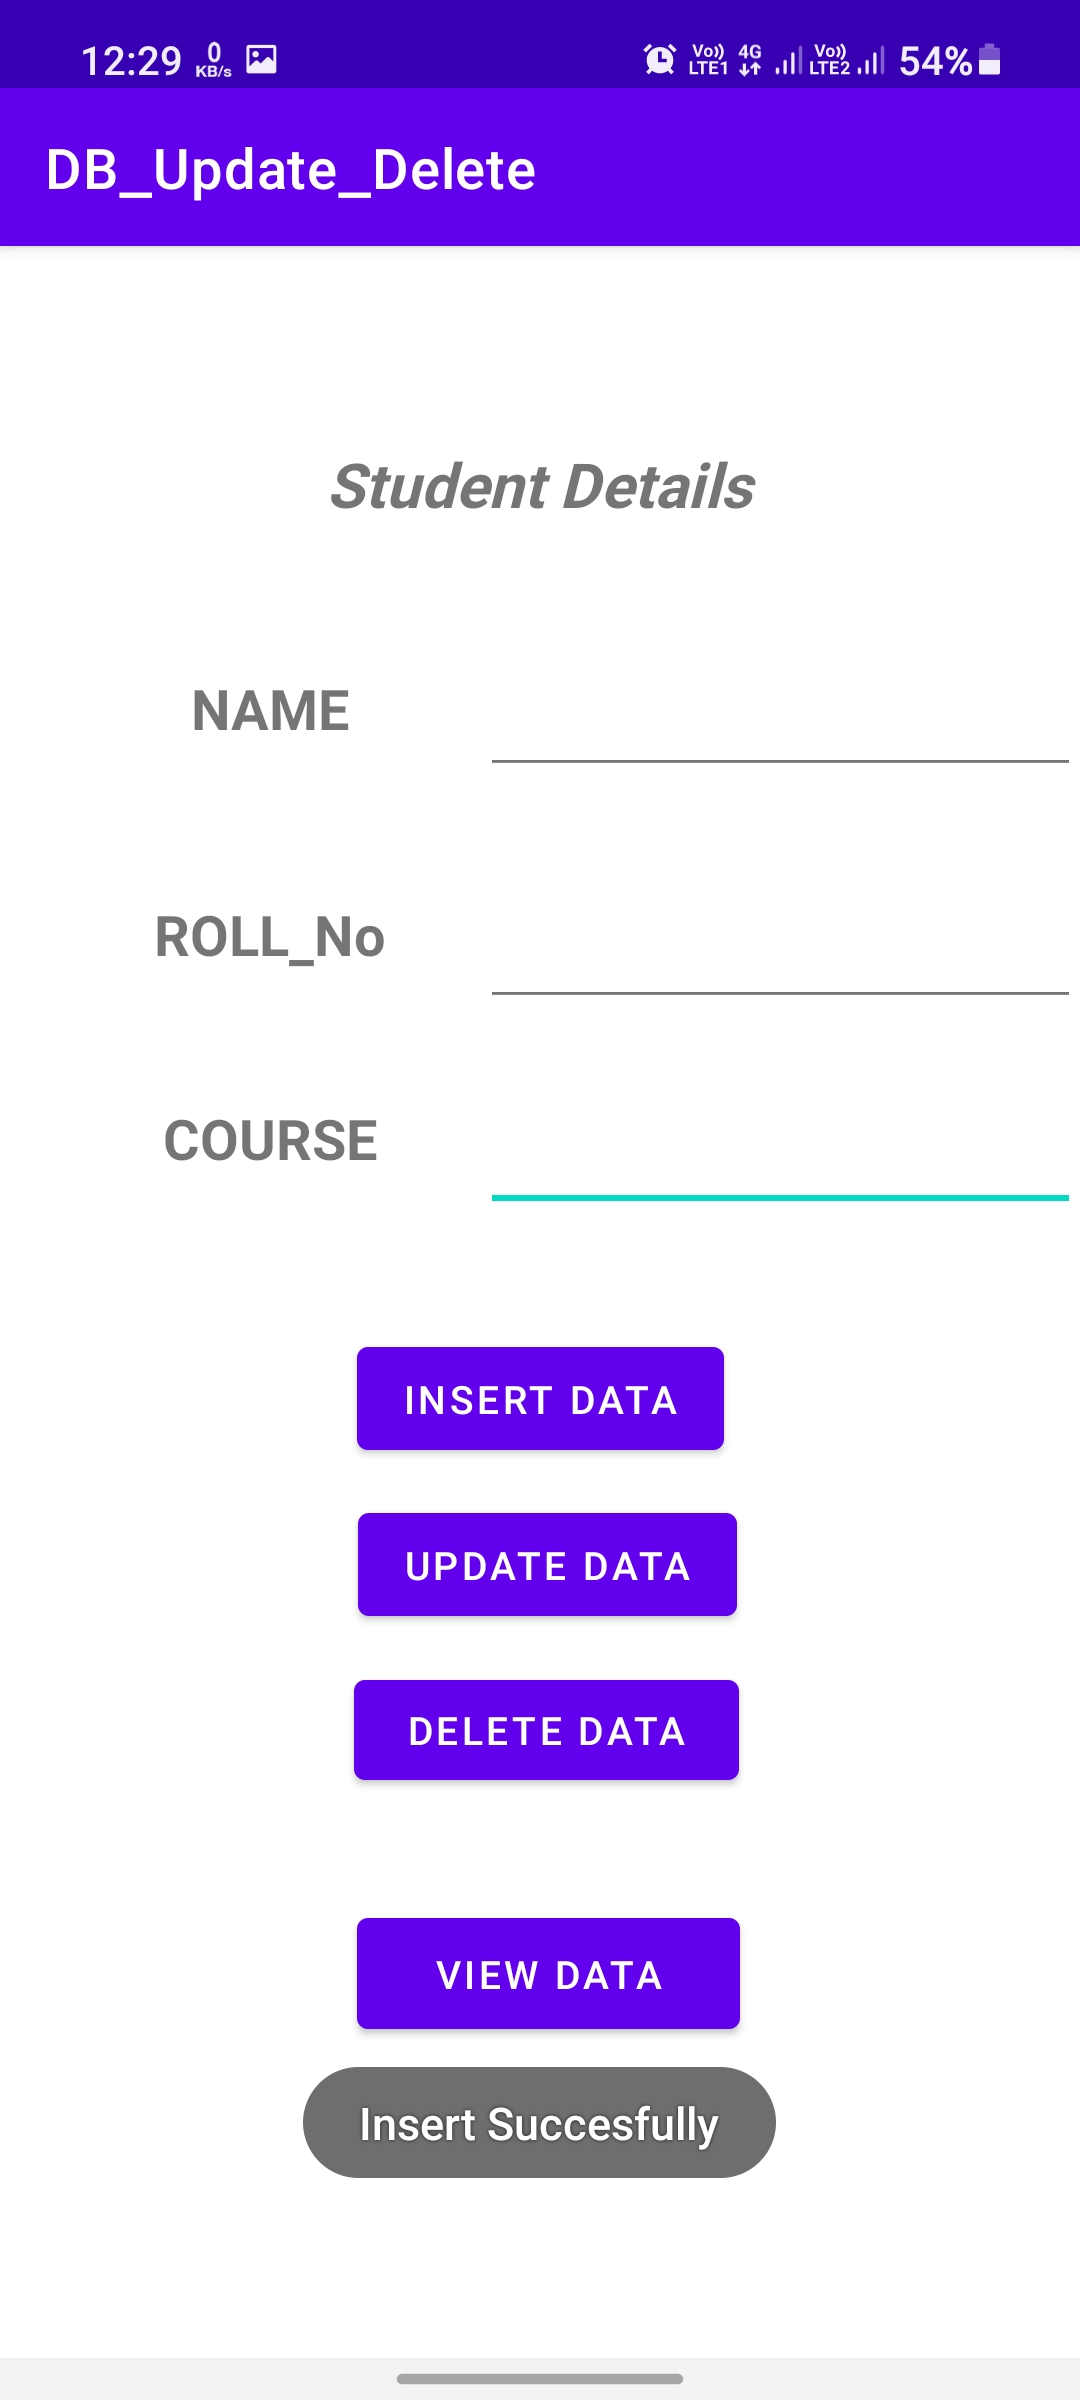 12:29 0 KB/s Vo)) LTE1 4G Vo)) LTE2 54%
DB_Update_Delete
Student Details
NAME
ROLL_No
COURSE
INSERT DATA
UPDATE DATA
DELETE DATA
VIEW DATA
Insert Succesfully